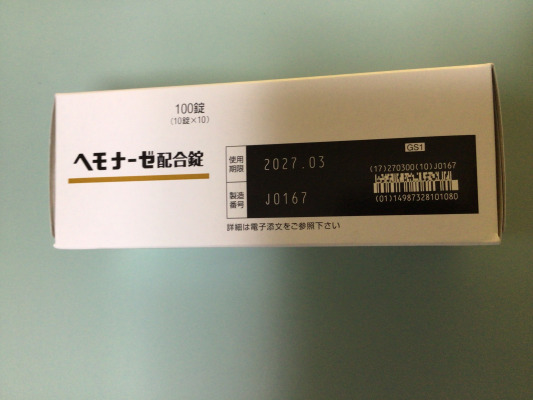 100錠
(10錠×10)
ヘモナーゼ配合錠
使用
期限
2027.03
製造
番号
J0167
GS1
(17)270300(10)J0167
(01)14987328101080
詳細は電子添文をご参照下さい